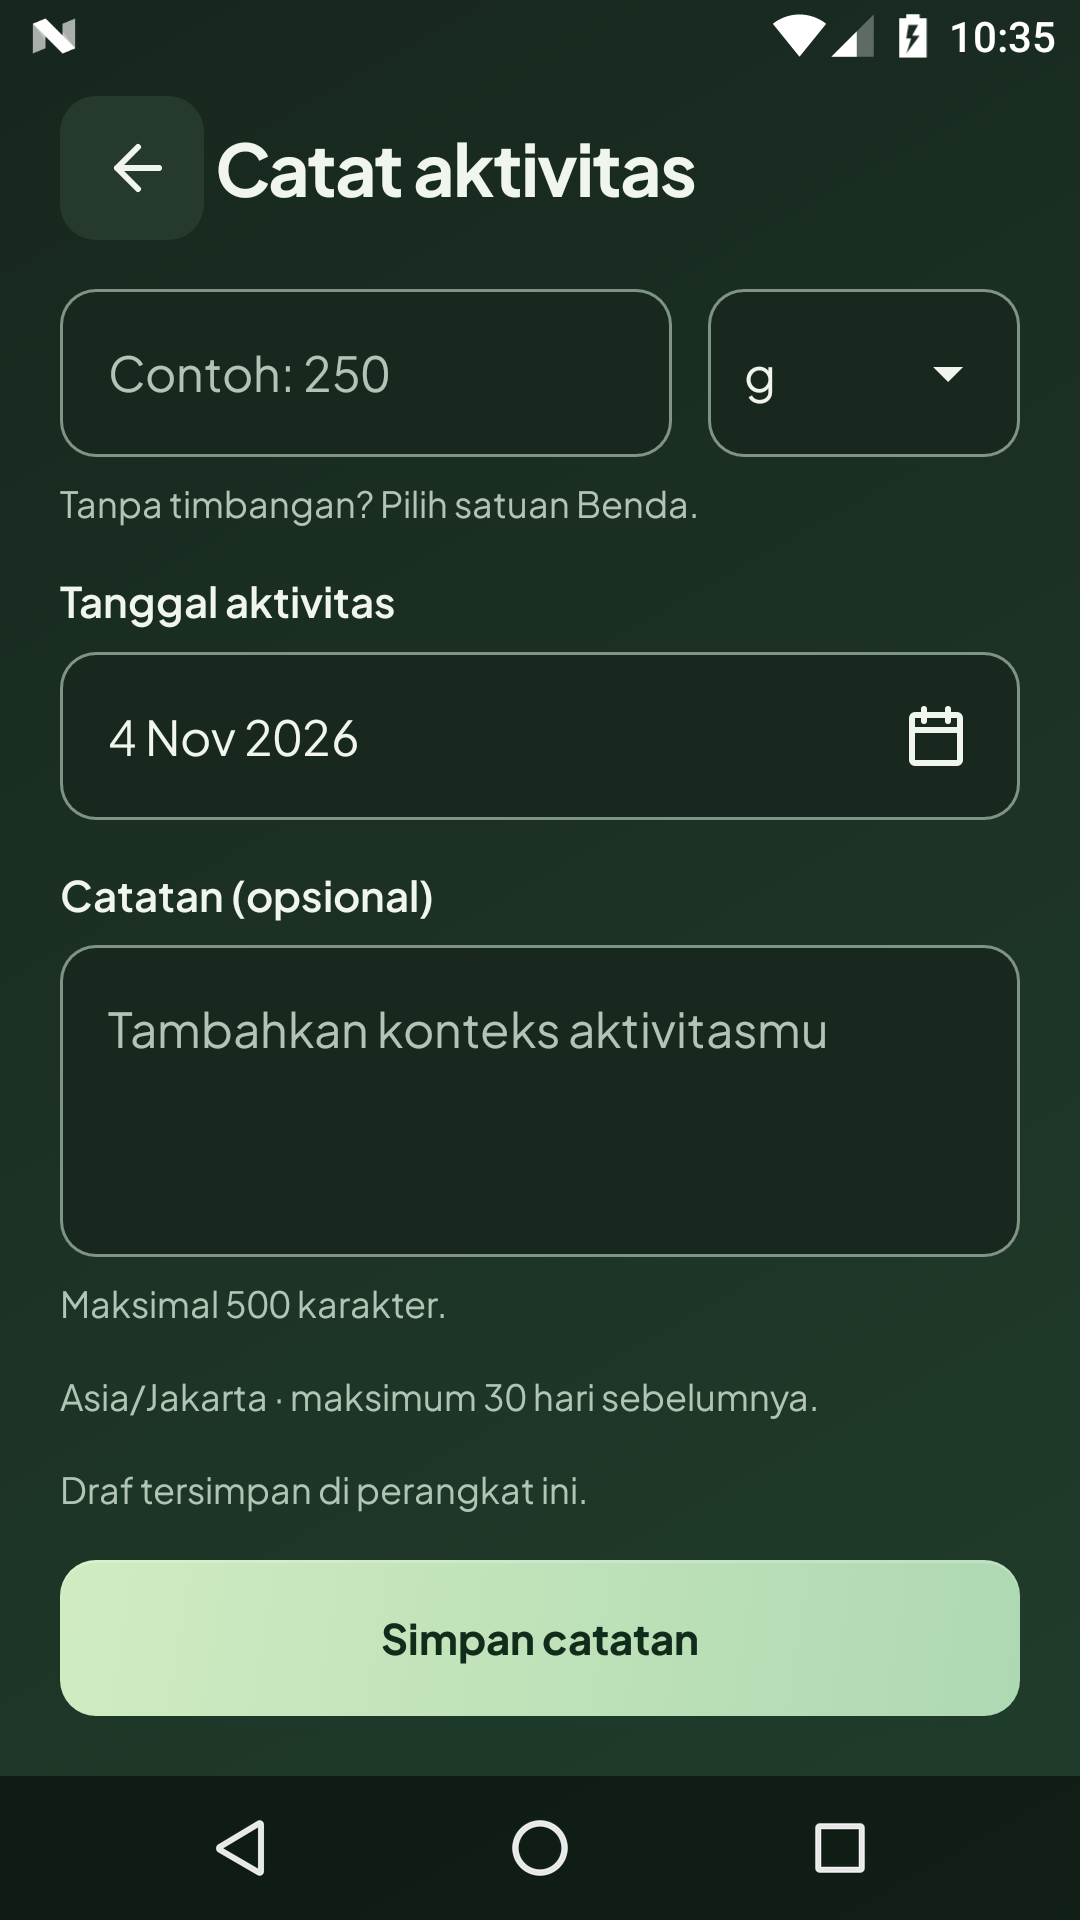 10:35
Catat aktivitas
Contoh: 250
g
Tanpa timbangan? Pilih satuan Benda.
Tanggal aktivitas
4 Nov 2026
Catatan (opsional)
Tambahkan konteks aktivitasmu
Maksimal 500 karakter.
Asia/Jakarta · maksimum 30 hari sebelumnya.
Draf tersimpan di perangkat ini.
Simpan catatan